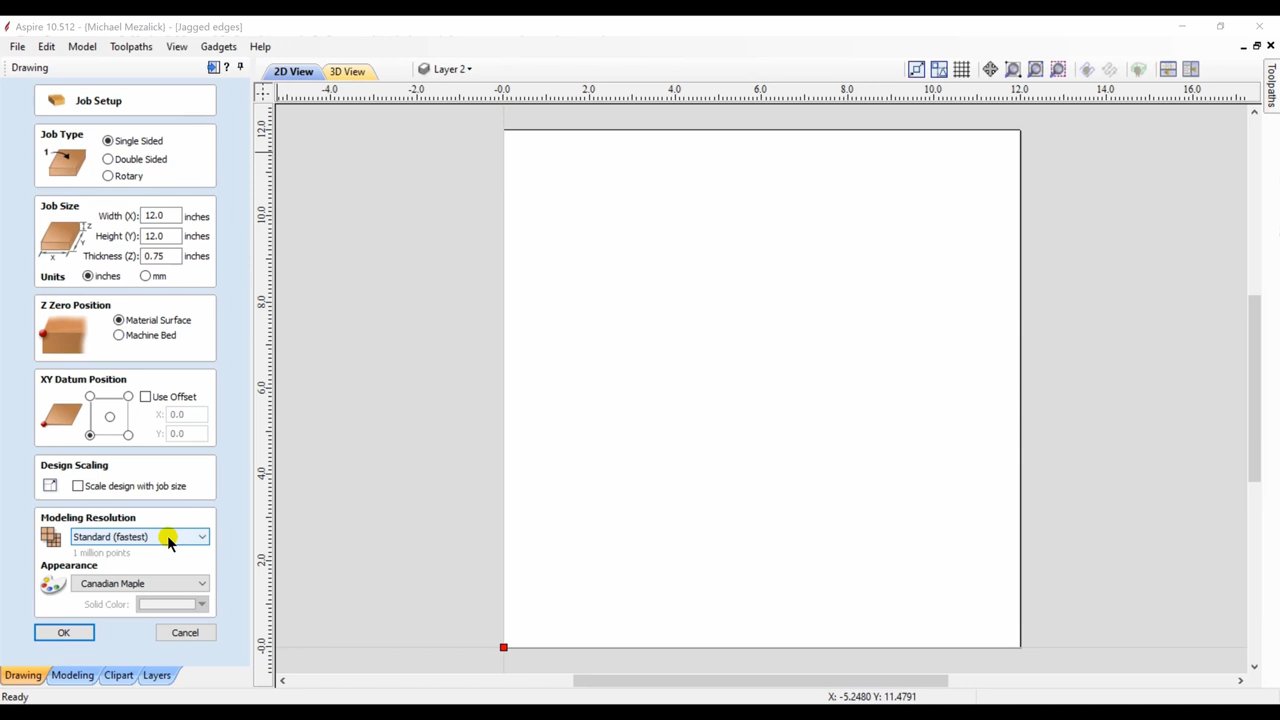 Aspire 10.512 - {Michael Mezalick} - [Jagged edges]
File Edit Model Toolpaths View Gadgets Help
Drawing
2D View 3D View Layer 2
-4.0 -2.0 -0.0 2.0 4.0 6.0 8.0 10.0 12.0 14.0 16.0
Toolpaths
Job Setup
Job Type
1
Single Sided
Double Sided
Rotary
Job Size
Width (X): 12.0 inches
Height (Y): 12.0 inches
Thickness (Z): 0.75 inches
Z
Y
X
Units inches mm
Z Zero Position
Material Surface
Machine Bed
XY Datum Position
Use Offset
X: 0.0
Y: 0.0
Design Scaling
Scale design with job size
Modeling Resolution
Standard (fastest)
1 million points
Appearance
Canadian Maple
Solid Color:
OK Cancel
12.0
10.0
8.0
6.0
4.0
2.0
-0.0
Drawing Modeling Clipart Layers
Ready X: -5.2480 Y: 11.4791